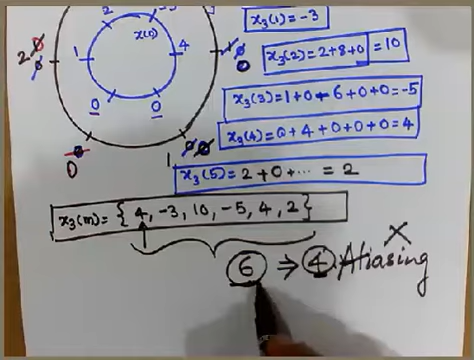 x₃(1) = -3
2
x(n)
1
4
x₃(2) = 2+8+0 = 10
2
0
0
x₃(3) = 1+0-6+0+0 = -5
x₃(4) = 0+4+0+0+0 = 4
0
1
x₃(5) = 2+0+... = 2
x₃(m) = { 4, -3, 10, -5, 4, 2 }
6 ⇒ 4 Aliasing